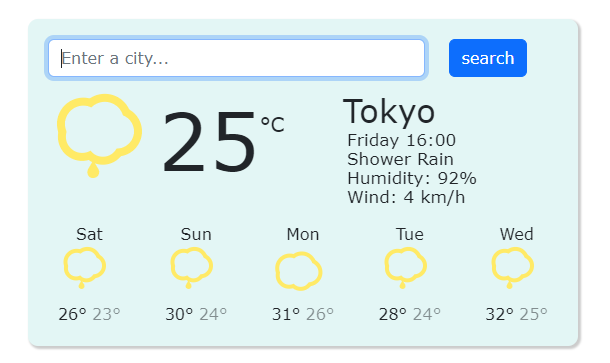 Enter a city...
search
25 °C
Tokyo
Friday 16:00
Shower Rain
Humidity: 92%
Wind: 4 km/h
Sat Sun Mon Tue Wed
26° 23° 30° 24° 31° 26° 28° 24° 32° 25°